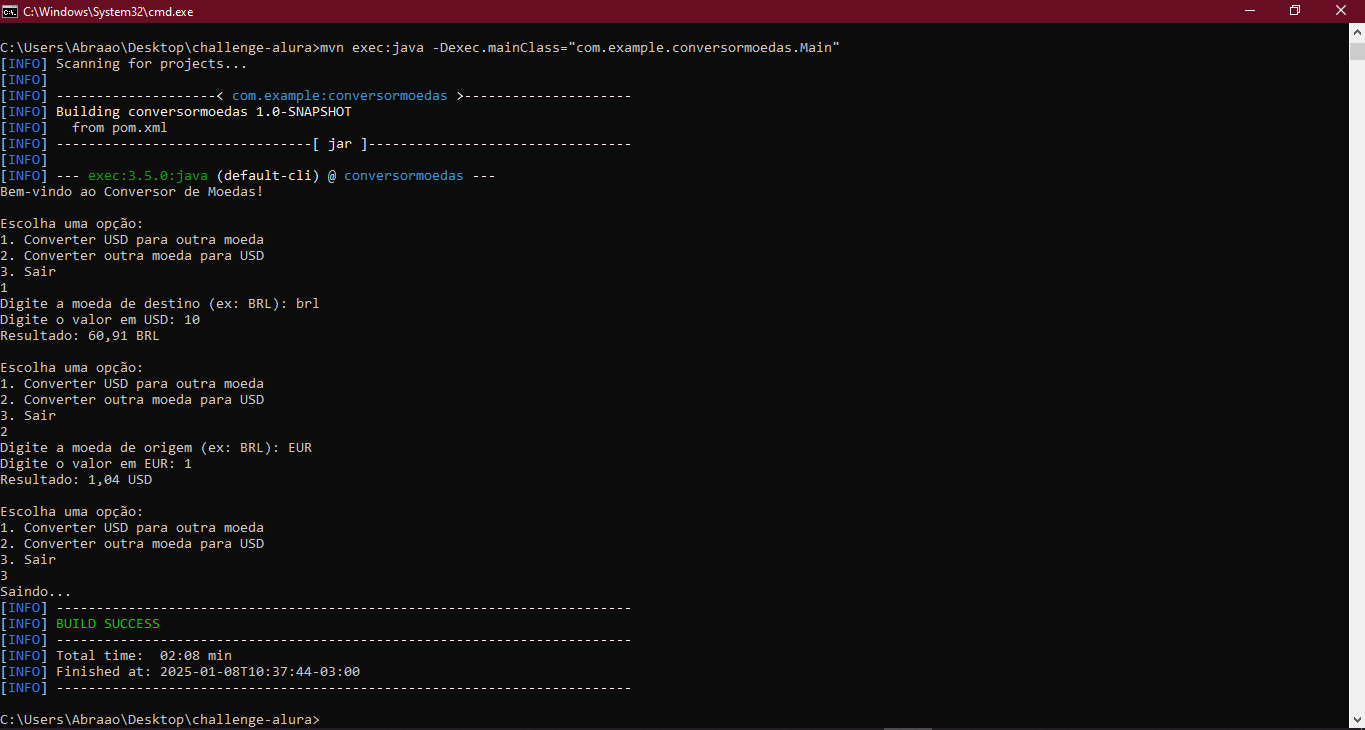 C:\Windows\System32\cmd.exe
C:\Users\Abraao\Desktop\challenge-alura>mvn exec:java -Dexec.mainClass="com.example.conversormoedas.Main"
[INFO] Scanning for projects...
[INFO]
[INFO] --------------------< com.example:conversormoedas >---------------------
[INFO] Building conversormoedas 1.0-SNAPSHOT
[INFO]   from pom.xml
[INFO] --------------------------------[ jar ]---------------------------------
[INFO]
[INFO] --- exec:3.5.0:java (default-cli) @ conversormoedas ---
Bem-vindo ao Conversor de Moedas!
Escolha uma opção:
1. Converter USD para outra moeda
2. Converter outra moeda para USD
3. Sair
1
Digite a moeda de destino (ex: BRL): brl
Digite o valor em USD: 10
Resultado: 60,91 BRL
Escolha uma opção:
1. Converter USD para outra moeda
2. Converter outra moeda para USD
3. Sair
2
Digite a moeda de origem (ex: BRL): EUR
Digite o valor em EUR: 1
Resultado: 1,04 USD
Escolha uma opção:
1. Converter USD para outra moeda
2. Converter outra moeda para USD
3. Sair
3
Saindo...
[INFO] ------------------------------------------------------------------------
[INFO] BUILD SUCCESS
[INFO] ------------------------------------------------------------------------
[INFO] Total time:  02:08 min
[INFO] Finished at: 2025-01-08T10:37:44-03:00
[INFO] ------------------------------------------------------------------------
C:\Users\Abraao\Desktop\challenge-alura>